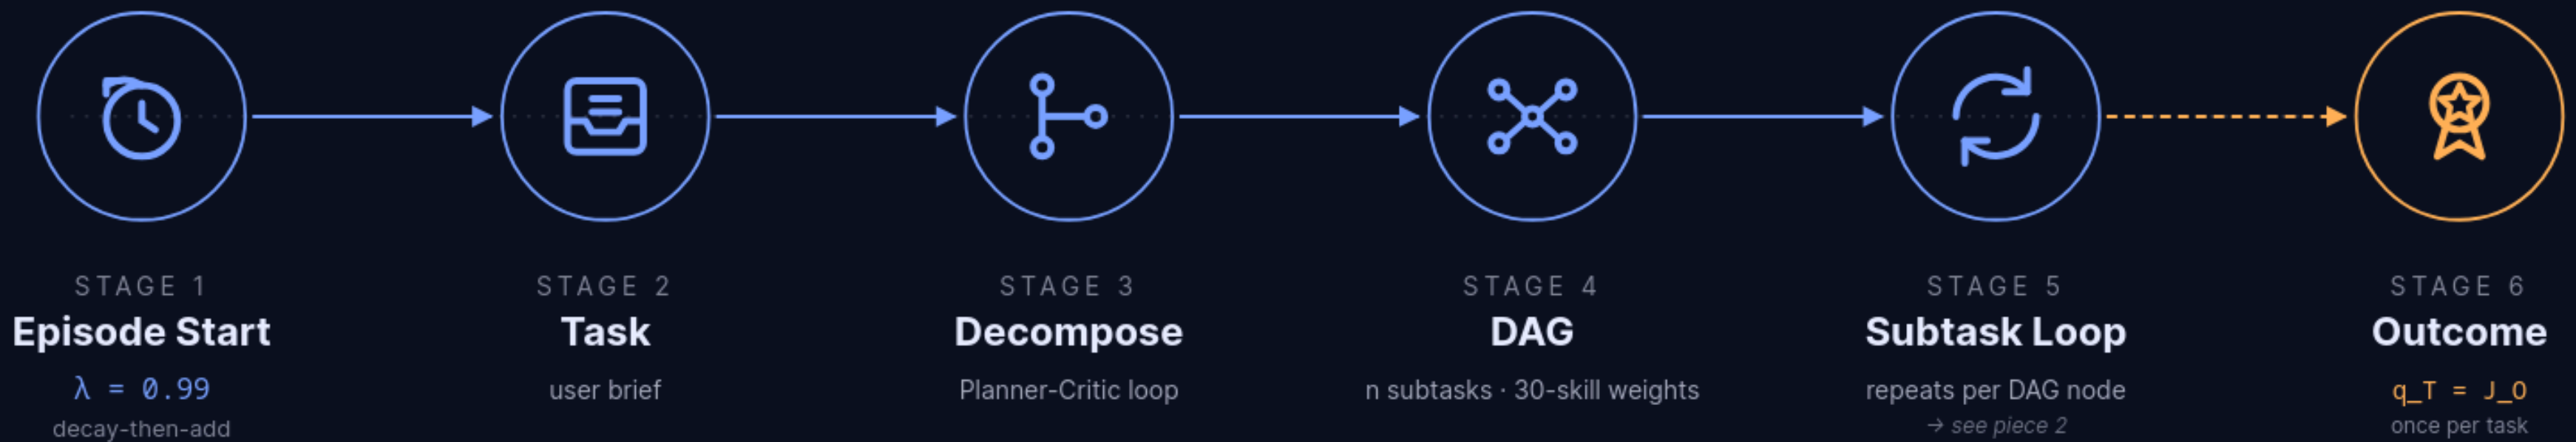 STAGE 1
Episode Start
λ = 0.99
decay-then-add
STAGE 2
Task
user brief
STAGE 3
Decompose
Planner-Critic loop
STAGE 4
DAG
n subtasks · 30-skill weights
STAGE 5
Subtask Loop
repeats per DAG node
→ see piece 2
STAGE 6
Outcome
q_T = J_O
once per task